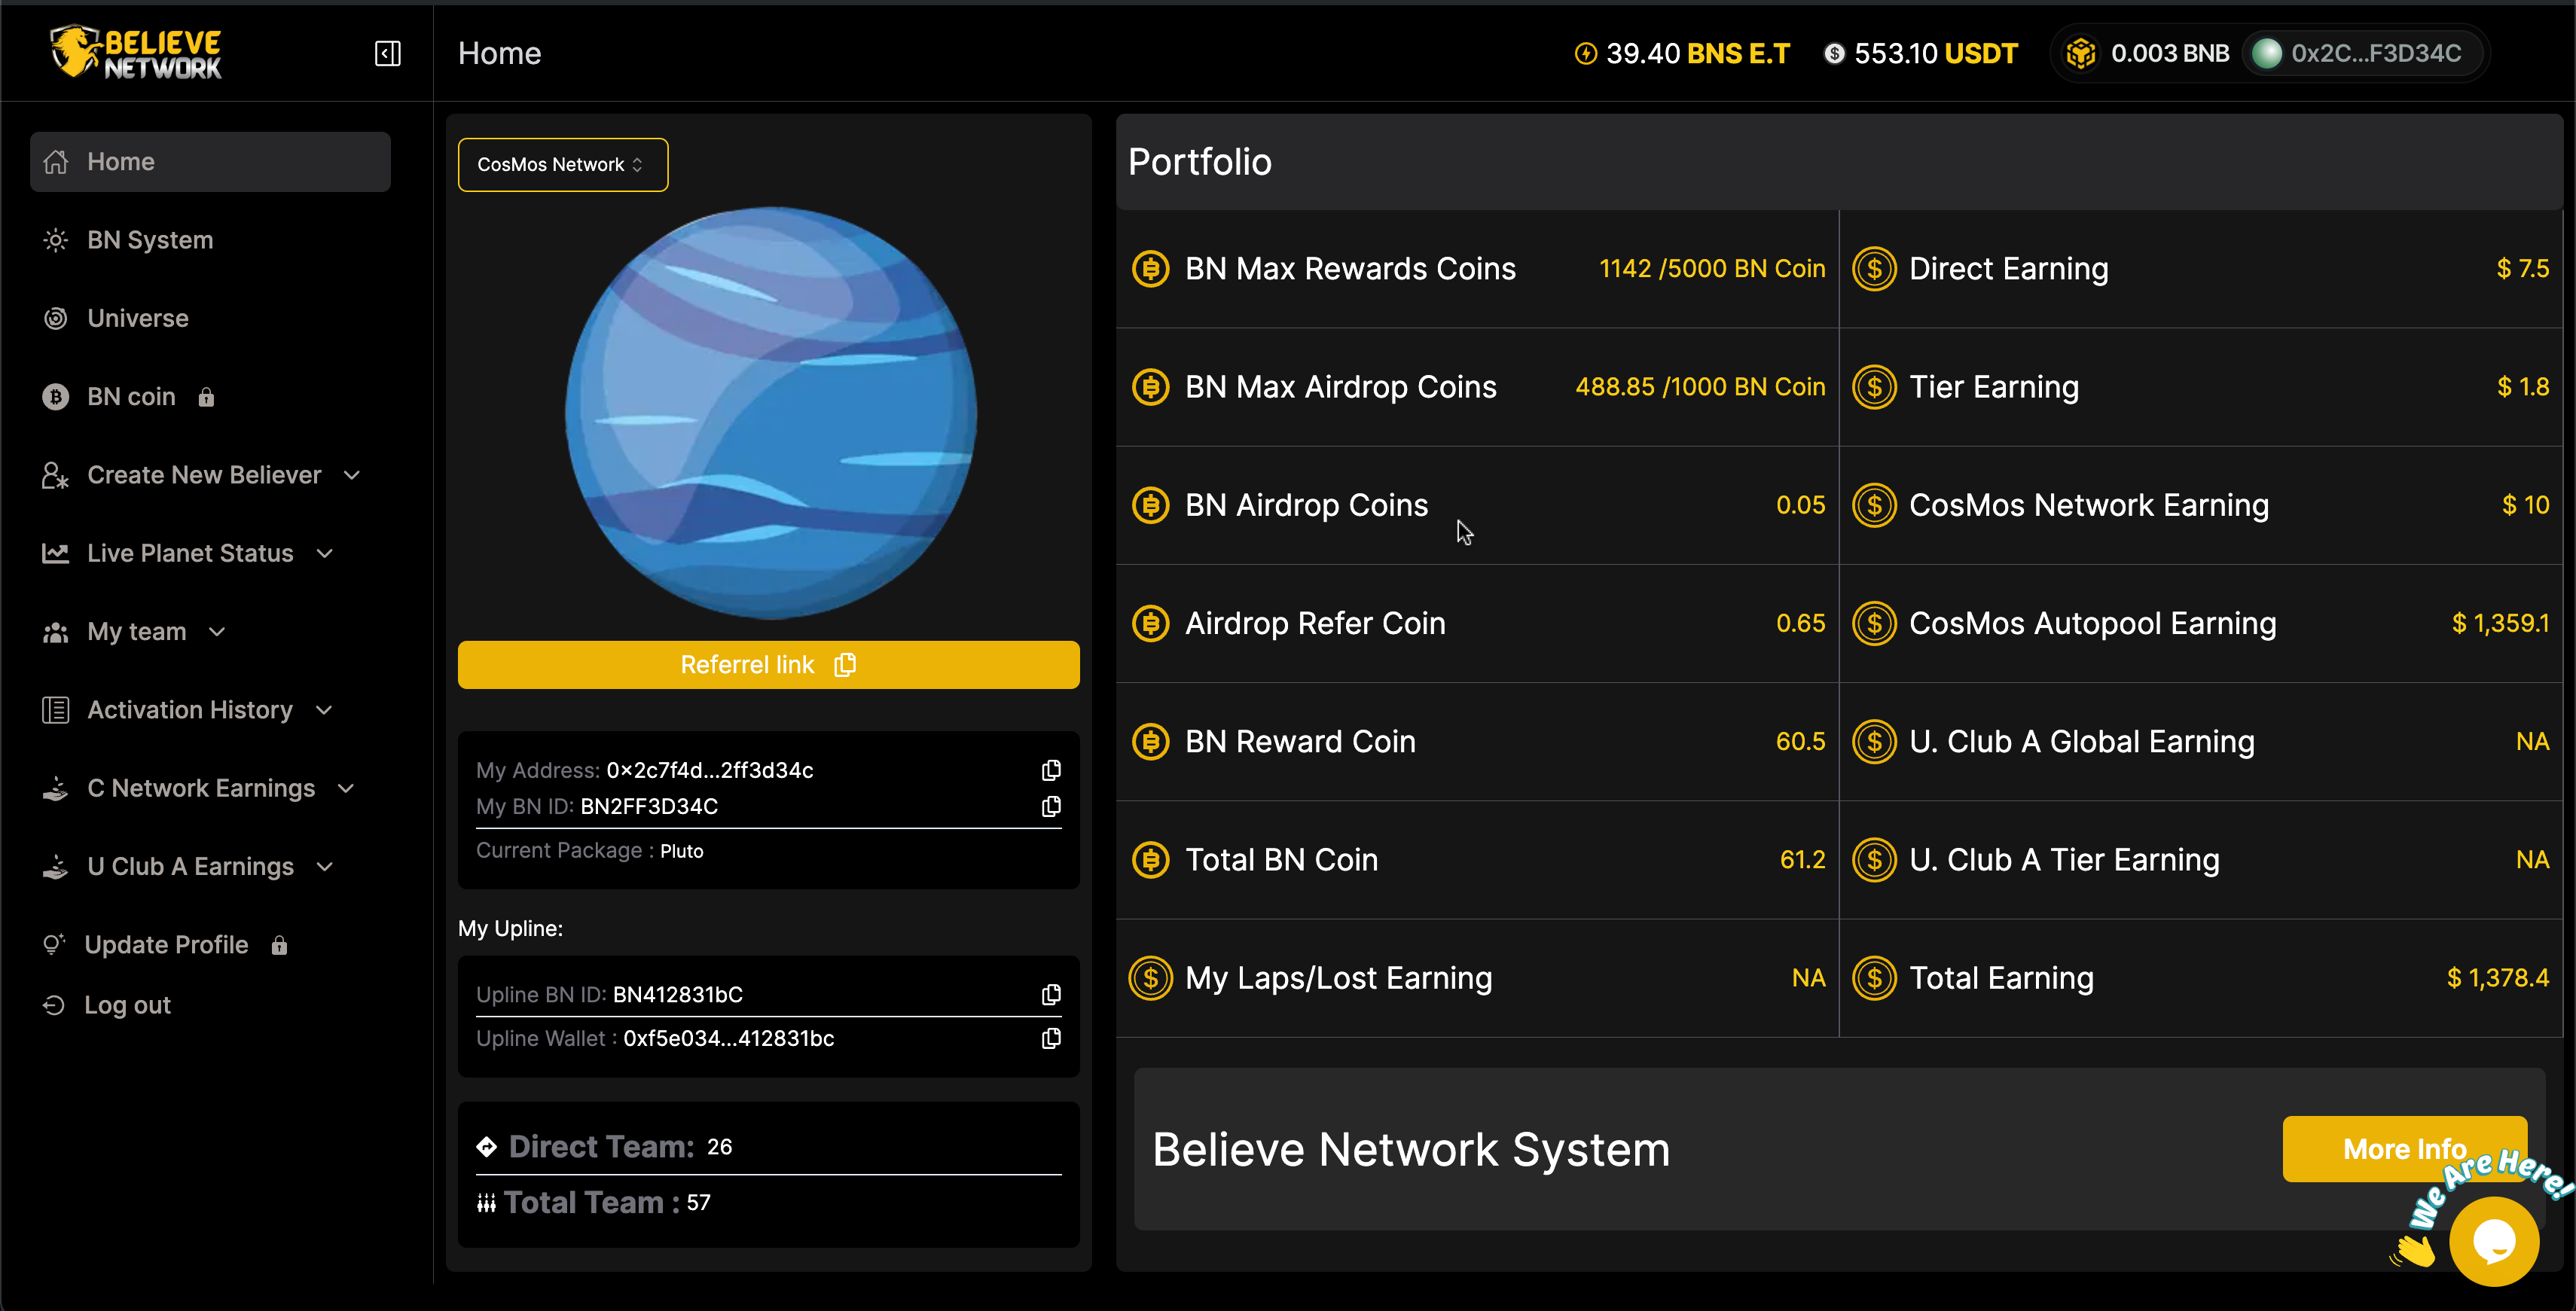 BELIEVE
NETWORK
Home
39.40 BNS E.T
553.10 USDT
0.003 BNB
0x2C...F3D34C
Home
BN System
Universe
BN coin
Create New Believer
Live Planet Status
My team
Activation History
C Network Earnings
U Club A Earnings
Update Profile
Log out
CosMos Network
Referrel link
My Address: 0x2c7f4d...2ff3d34c
My BN ID: BN2FF3D34C
Current Package : Pluto
My Upline:
Upline BN ID: BN412831bC
Upline Wallet : 0xf5e034...412831bc
Direct Team: 26
Total Team : 57
Portfolio
BN Max Rewards Coins 1142 /5000 BN Coin
Direct Earning $ 7.5
BN Max Airdrop Coins 488.85 /1000 BN Coin
Tier Earning $ 1.8
BN Airdrop Coins 0.05
CosMos Network Earning $ 10
Airdrop Refer Coin 0.65
CosMos Autopool Earning $ 1,359.1
BN Reward Coin 60.5
U. Club A Global Earning NA
Total BN Coin 61.2
U. Club A Tier Earning NA
My Laps/Lost Earning NA
Total Earning $ 1,378.4
Believe Network System
More Info
We Are Here!